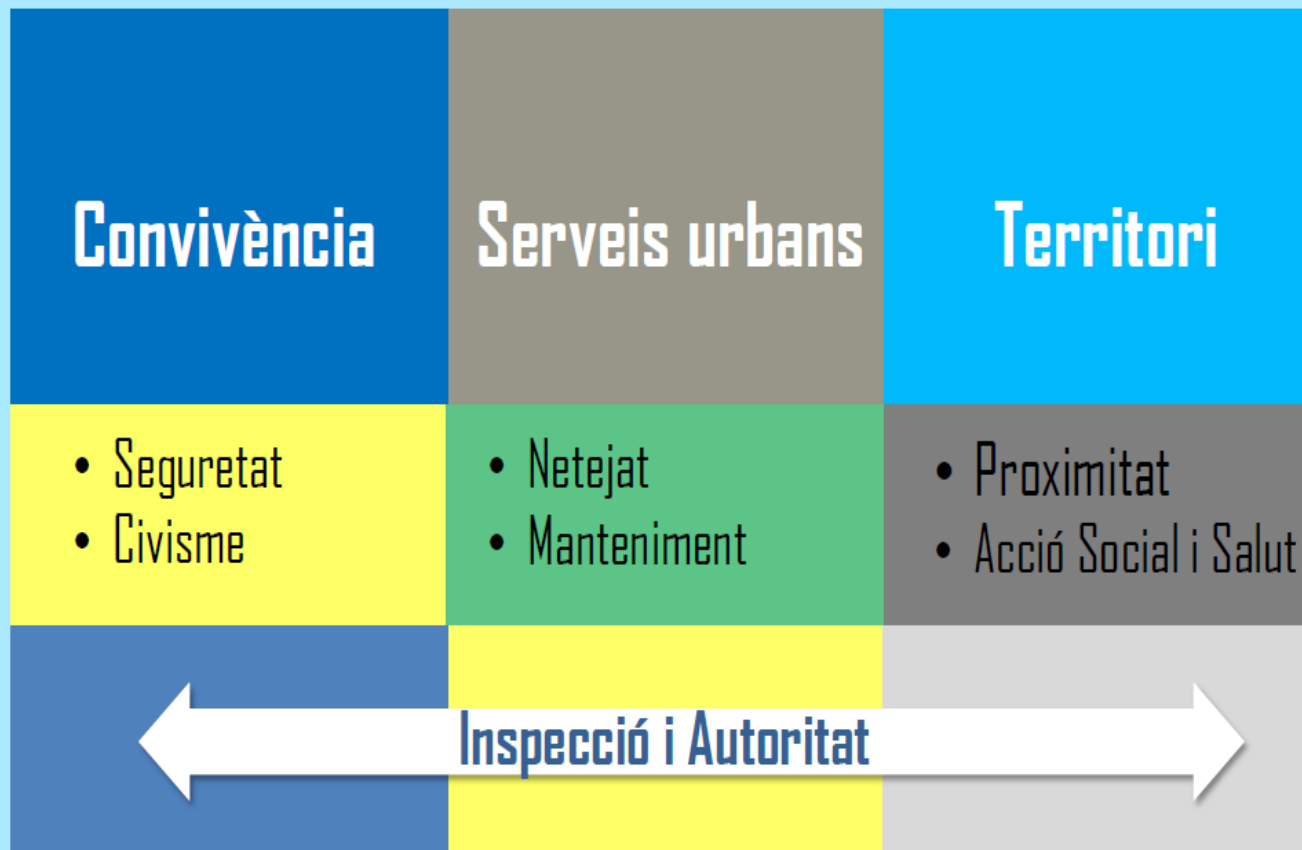 Convivència
Serveis urbans
Territori
• Seguretat
• Civisme
• Netejat
• Manteniment
• Proximitat
• Acció Social i Salut
Inspecció i Autoritat